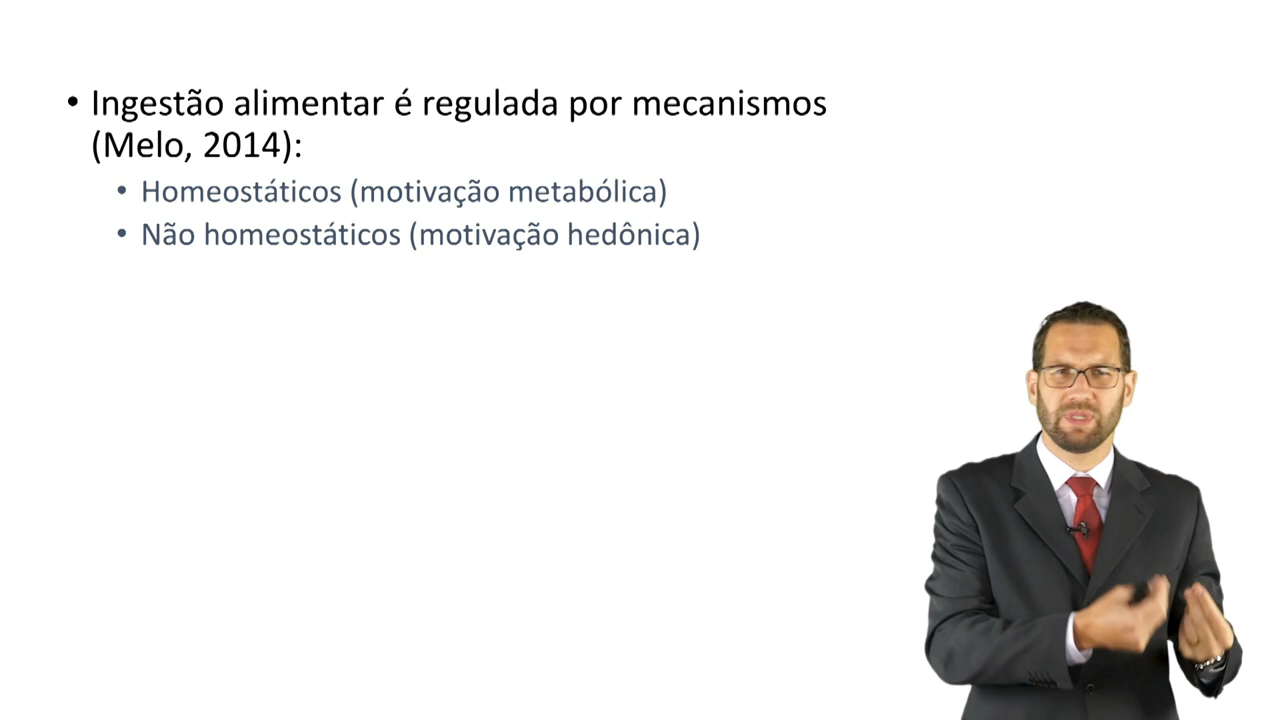 • Ingestão alimentar é regulada por mecanismos
(Melo, 2014):
• Homeostáticos (motivação metabólica)
• Não homeostáticos (motivação hedônica)